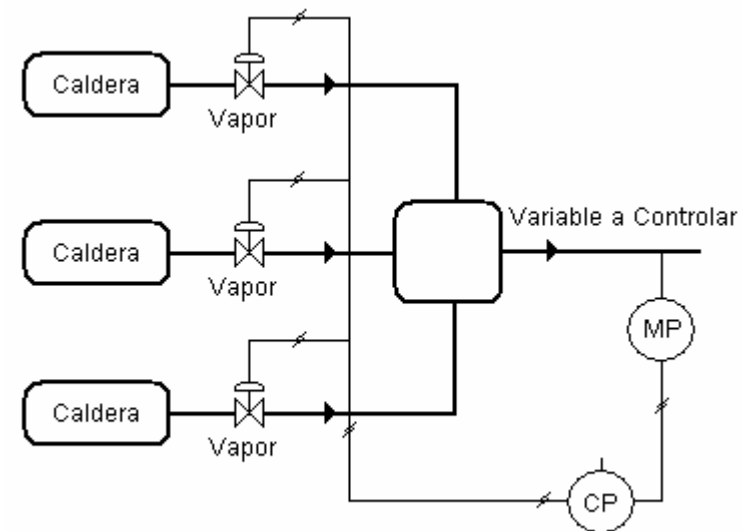 Caldera
Vapor
Caldera
Vapor
Variable a Controlar
MP
Caldera
Vapor
CP